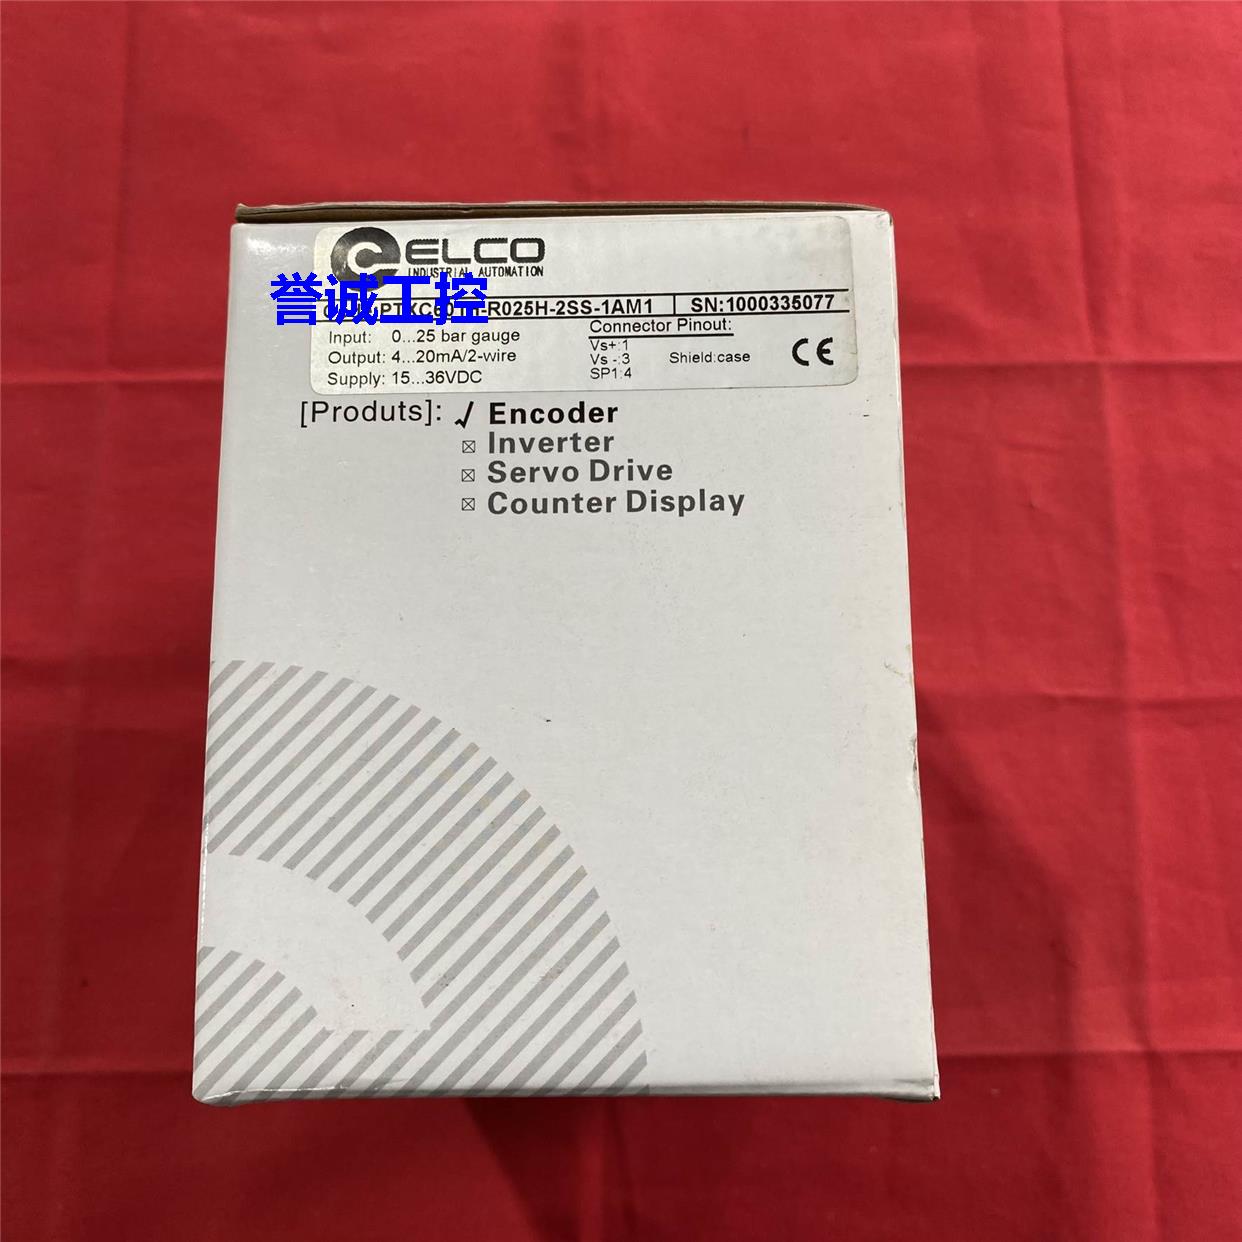 ELCO
INDUSTRIAL AUTOMATION
誉诚工控
-R025H-2SS-1AM1 SN:1000335077
Input: 0...25 bar gauge
Output: 4...20mA/2-wire
Supply: 15...36VDC
Connector Pinout:
Vs+:1
Vs -:3 Shield:case
SP1:4
CE
[Produts]: √ Encoder
☒ Inverter
☒ Servo Drive
☒ Counter Display